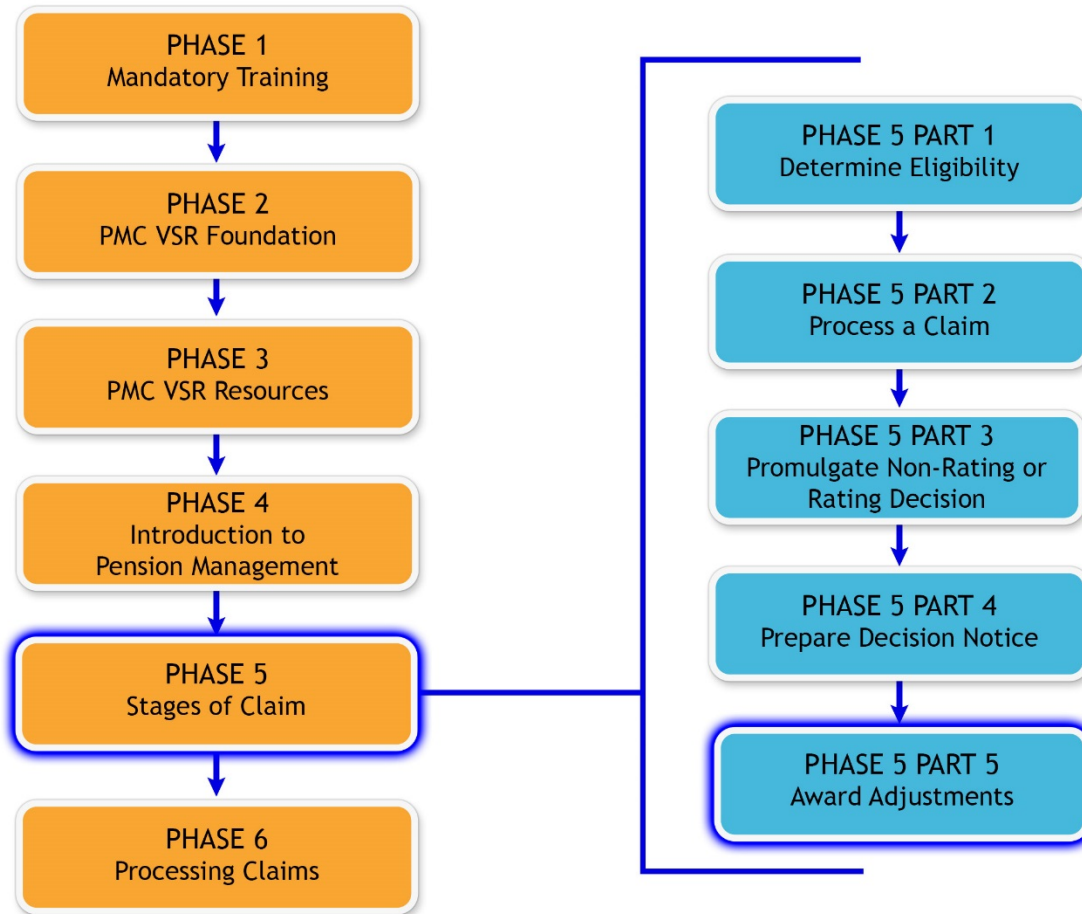 PHASE 1
Mandatory Training
PHASE 2
PMC VSR Foundation
PHASE 3
PMC VSR Resources
PHASE 4
Introduction to
Pension Management
PHASE 5
Stages of Claim
PHASE 6
Processing Claims
PHASE 5 PART 1
Determine Eligibility
PHASE 5 PART 2
Process a Claim
PHASE 5 PART 3
Promulgate Non-Rating or
Rating Decision
PHASE 5 PART 4
Prepare Decision Notice
PHASE 5 PART 5
Award Adjustments